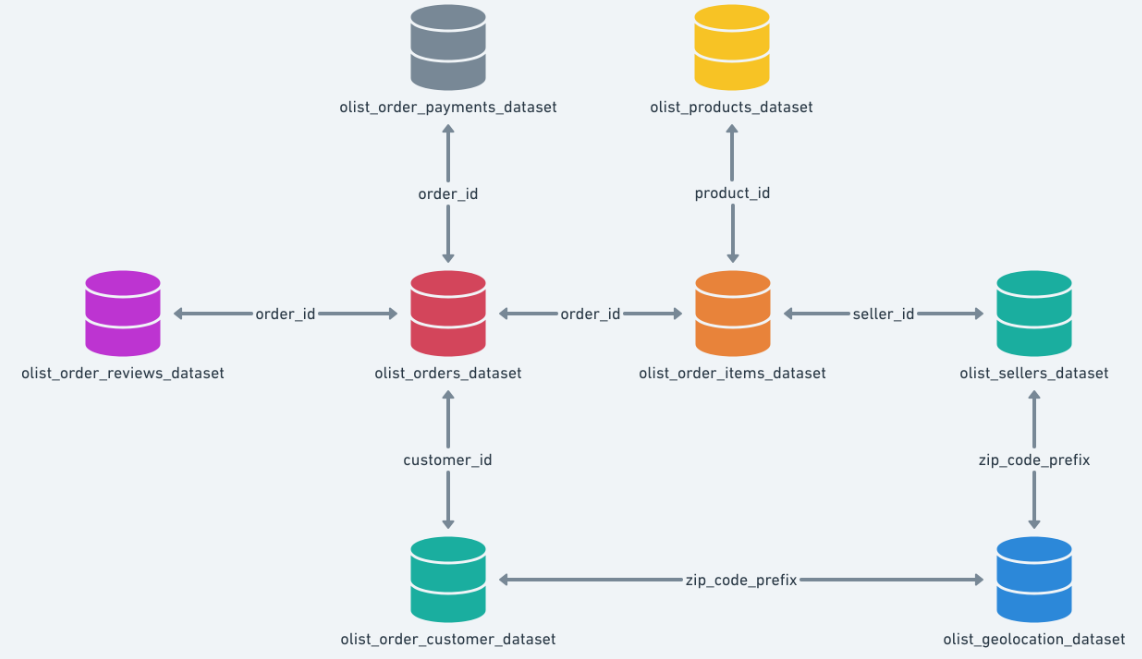 olist_order_payments_dataset
olist_products_dataset
order_id
product_id
order_id
order_id
seller_id
olist_order_reviews_dataset
olist_orders_dataset
olist_order_items_dataset
olist_sellers_dataset
customer_id
zip_code_prefix
zip_code_prefix
olist_order_customer_dataset
olist_geolocation_dataset